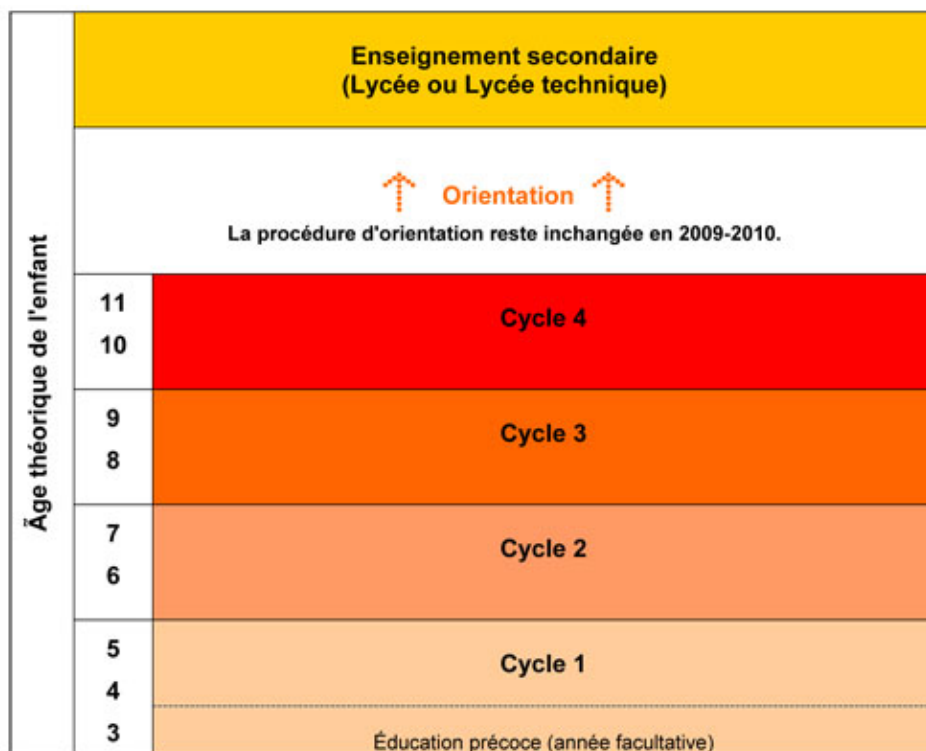 Enseignement secondaire
(Lycée ou Lycée technique)
Orientation
La procédure d'orientation reste inchangée en 2009-2010.
Ãge théorique de l'enfant
11
10
Cycle 4
9
8
Cycle 3
7
6
Cycle 2
5
4
Cycle 1
3
Éducation précoce (année facultative)